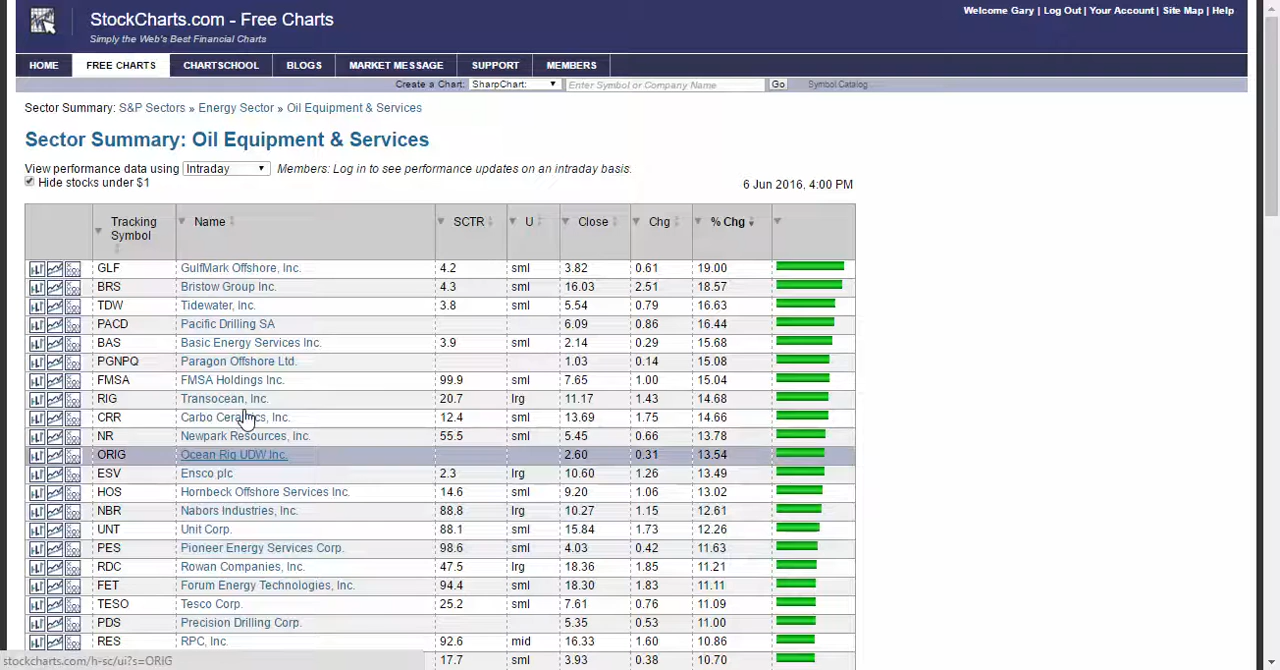 StockCharts.com - Free Charts
Simply the Web's Best Financial Charts
Welcome Gary | Log Out | Your Account | Site Map | Help
HOME FREE CHARTS CHARTSCHOOL BLOGS MARKET MESSAGE SUPPORT MEMBERS
Create a Chart: SharpChart: Enter Symbol or Company Name Go Symbol Catalog
Sector Summary: S&P Sectors » Energy Sector » Oil Equipment & Services
Sector Summary: Oil Equipment & Services
View performance data using Intraday Members: Log in to see performance updates on an intraday basis.
Hide stocks under $1
6 Jun 2016, 4:00 PM
Tracking Symbol Name SCTR U Close Chg % Chg
GLF GulfMark Offshore, Inc. 4.2 sml 3.82 0.61 19.00
BRS Bristow Group Inc. 4.3 sml 16.03 2.51 18.57
TDW Tidewater, Inc. 3.8 sml 5.54 0.79 16.63
PACD Pacific Drilling SA 6.09 0.86 16.44
BAS Basic Energy Services Inc. 3.9 sml 2.14 0.29 15.68
PGNPQ Paragon Offshore Ltd. 1.03 0.14 15.08
FMSA FMSA Holdings Inc. 99.9 sml 7.65 1.00 15.04
RIG Transocean, Inc. 20.7 lrg 11.17 1.43 14.68
CRR Carbo Ceramics, Inc. 12.4 sml 13.69 1.75 14.66
NR Newpark Resources, Inc. 55.5 sml 5.45 0.66 13.78
ORIG Ocean Rig UDW Inc. 2.60 0.31 13.54
ESV Ensco plc 2.3 lrg 10.60 1.26 13.49
HOS Hornbeck Offshore Services Inc. 14.6 sml 9.20 1.06 13.02
NBR Nabors Industries, Inc. 88.8 lrg 10.27 1.15 12.61
UNT Unit Corp. 88.1 sml 15.84 1.73 12.26
PES Pioneer Energy Services Corp. 98.6 sml 4.03 0.42 11.63
RDC Rowan Companies, Inc. 47.5 lrg 18.36 1.85 11.21
FET Forum Energy Technologies, Inc. 94.4 sml 18.30 1.83 11.11
TESO Tesco Corp. 25.2 sml 7.61 0.76 11.09
PDS Precision Drilling Corp. 5.35 0.53 11.00
RES RPC, Inc. 92.6 mid 16.33 1.60 10.86
17.7 sml 3.93 0.38 10.70
stockcharts.com/h-sc/ui?s=ORIG